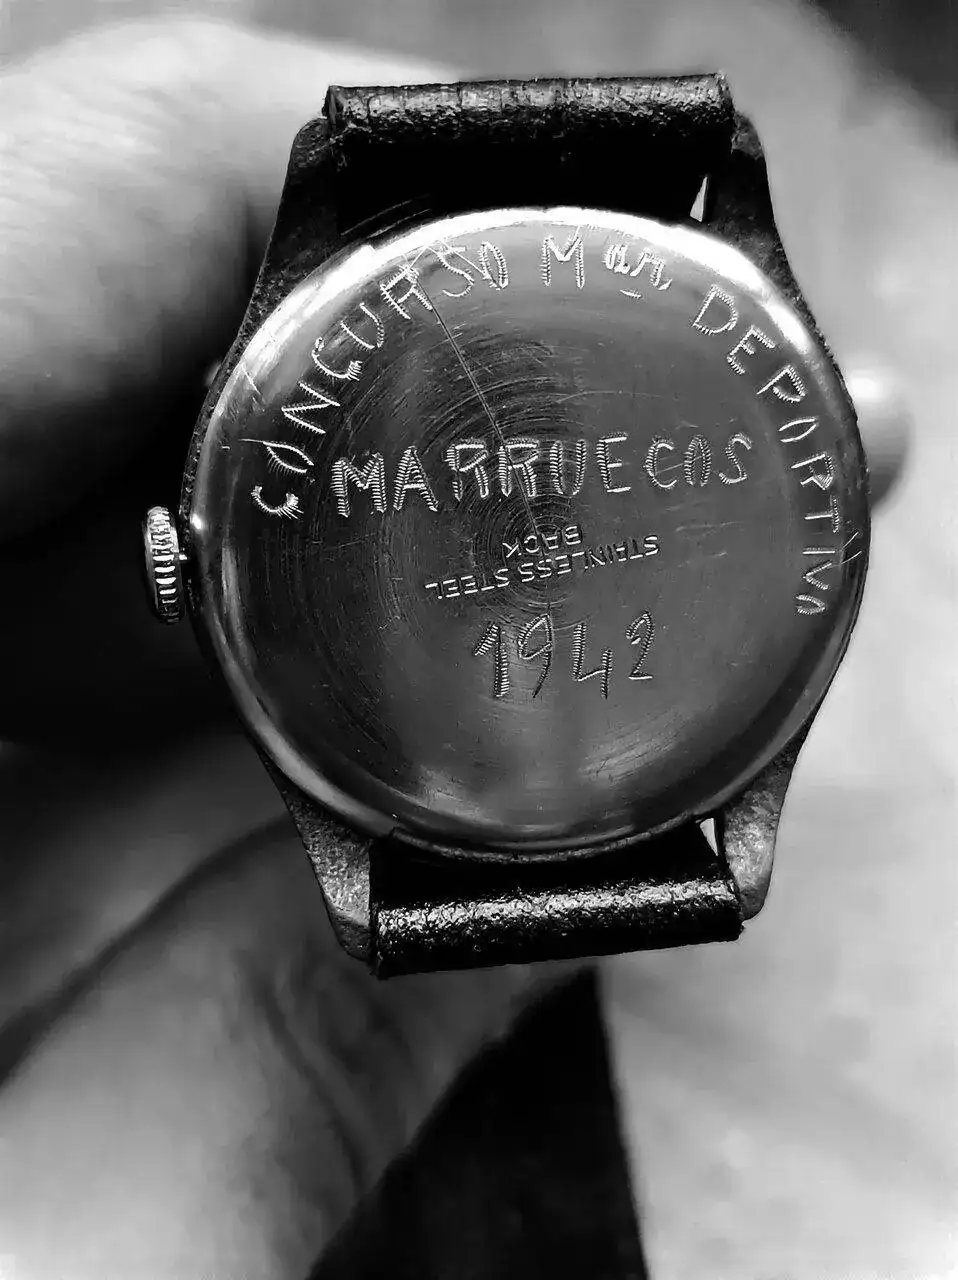 CONCURSO Mar. DEPORTIVO
MARRUECOS
STAINLESS STEEL
BACK
1942